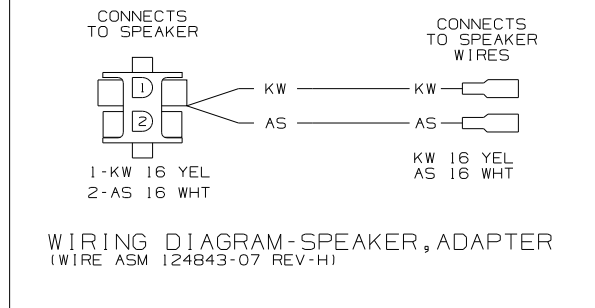 CONNECTS
TO SPEAKER
CONNECTS
TO SPEAKER
WIRES
1
KW
KW
2
AS
AS
1-KW 16 YEL
2-AS 16 WHT
KW 16 YEL
AS 16 WHT
WIRING DIAGRAM-SPEAKER, ADAPTER
(WIRE ASM 124843-07 REV-H)